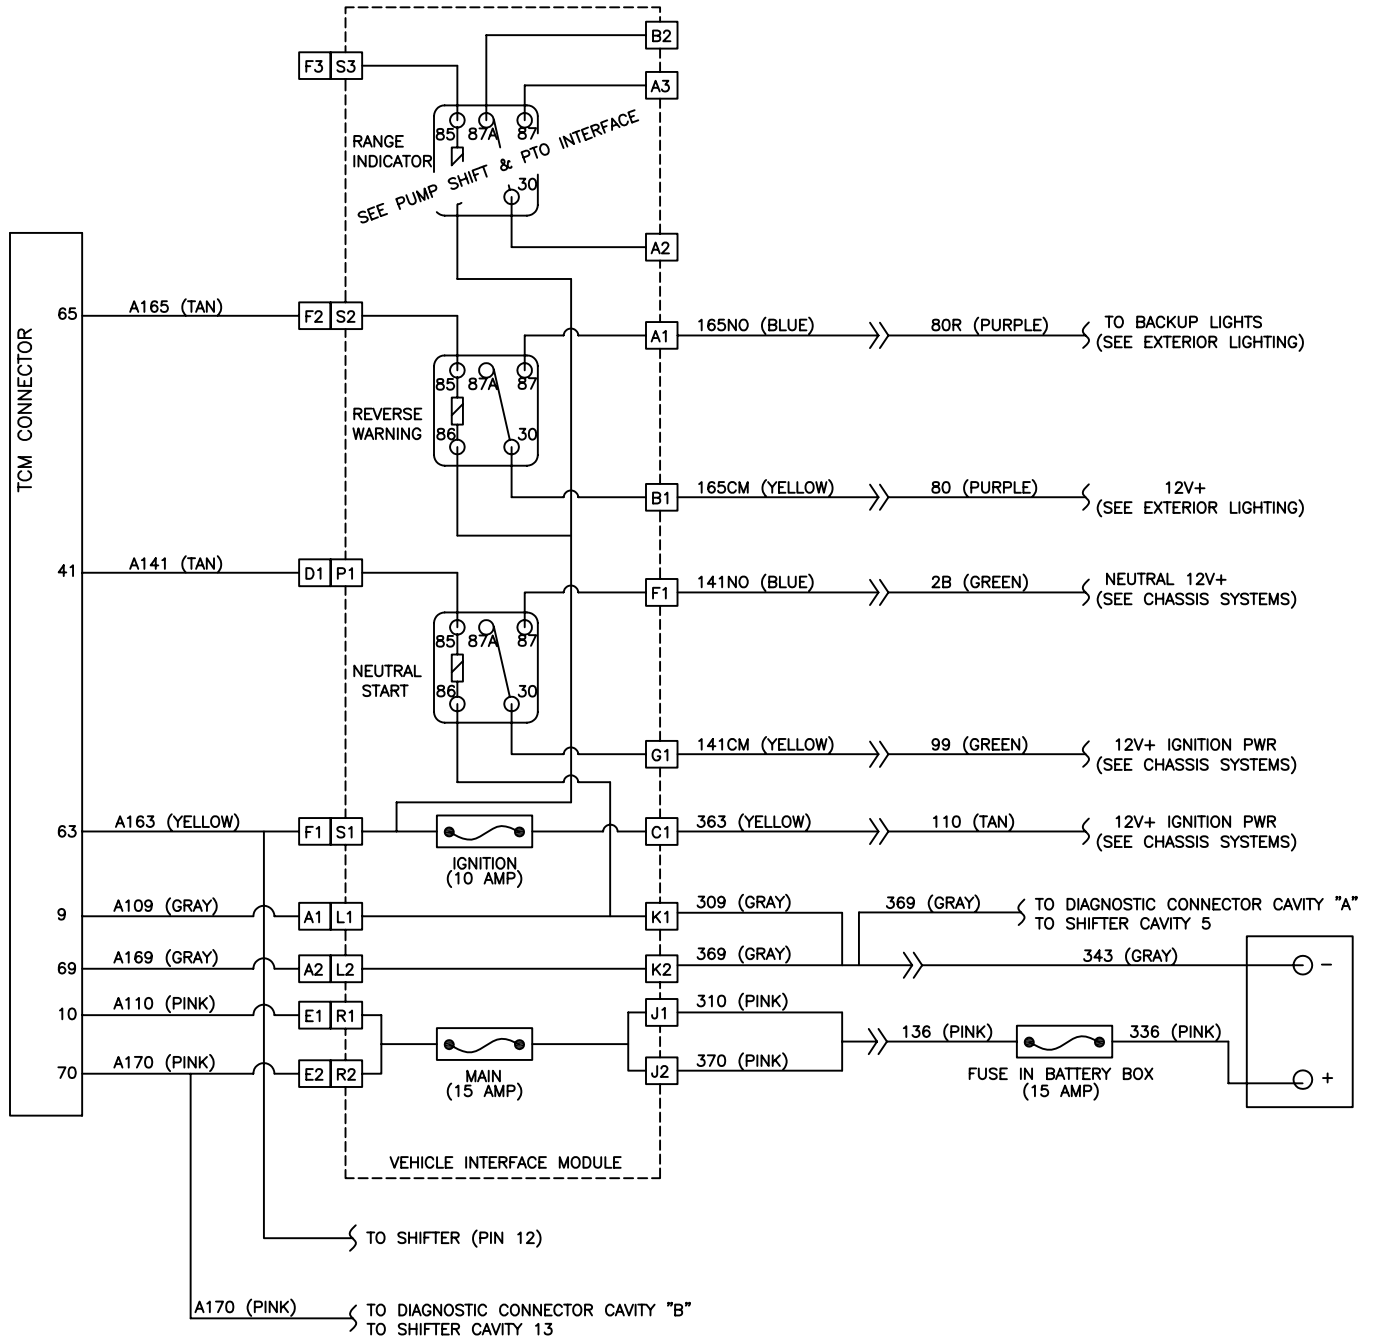 B2
F3 S3
A3
85 87A 87
RANGE
INDICATOR
SEE PUMP SHIFT & PTO INTERFACE
30
A2
TCM CONNECTOR
65 A165 (TAN) F2 S2
A1 165NO (BLUE) 80R (PURPLE) TO BACKUP LIGHTS
(SEE EXTERIOR LIGHTING)
85 87A 87
REVERSE
WARNING
86 30
B1 165CM (YELLOW) 80 (PURPLE) 12V+
(SEE EXTERIOR LIGHTING)
41 A141 (TAN) D1 P1
F1 141NO (BLUE) 2B (GREEN) NEUTRAL 12V+
(SEE CHASSIS SYSTEMS)
85 87A 87
NEUTRAL
START
86 30
G1 141CM (YELLOW) 99 (GREEN) 12V+ IGNITION PWR
(SEE CHASSIS SYSTEMS)
63 A163 (YELLOW) F1 S1
C1 363 (YELLOW) 110 (TAN) 12V+ IGNITION PWR
(SEE CHASSIS SYSTEMS)
IGNITION
(10 AMP)
9 A109 (GRAY) A1 L1
K1 309 (GRAY) 369 (GRAY) TO DIAGNOSTIC CONNECTOR CAVITY "A"
TO SHIFTER CAVITY 5
69 A169 (GRAY) A2 L2
K2 369 (GRAY) 343 (GRAY) -
10 A110 (PINK) E1 R1
J1 310 (PINK)
136 (PINK) 336 (PINK)
70 A170 (PINK) E2 R2
J2 370 (PINK)
MAIN
(15 AMP)
FUSE IN BATTERY BOX
(15 AMP)
+
VEHICLE INTERFACE MODULE
TO SHIFTER (PIN 12)
A170 (PINK) TO DIAGNOSTIC CONNECTOR CAVITY "B"
TO SHIFTER CAVITY 13